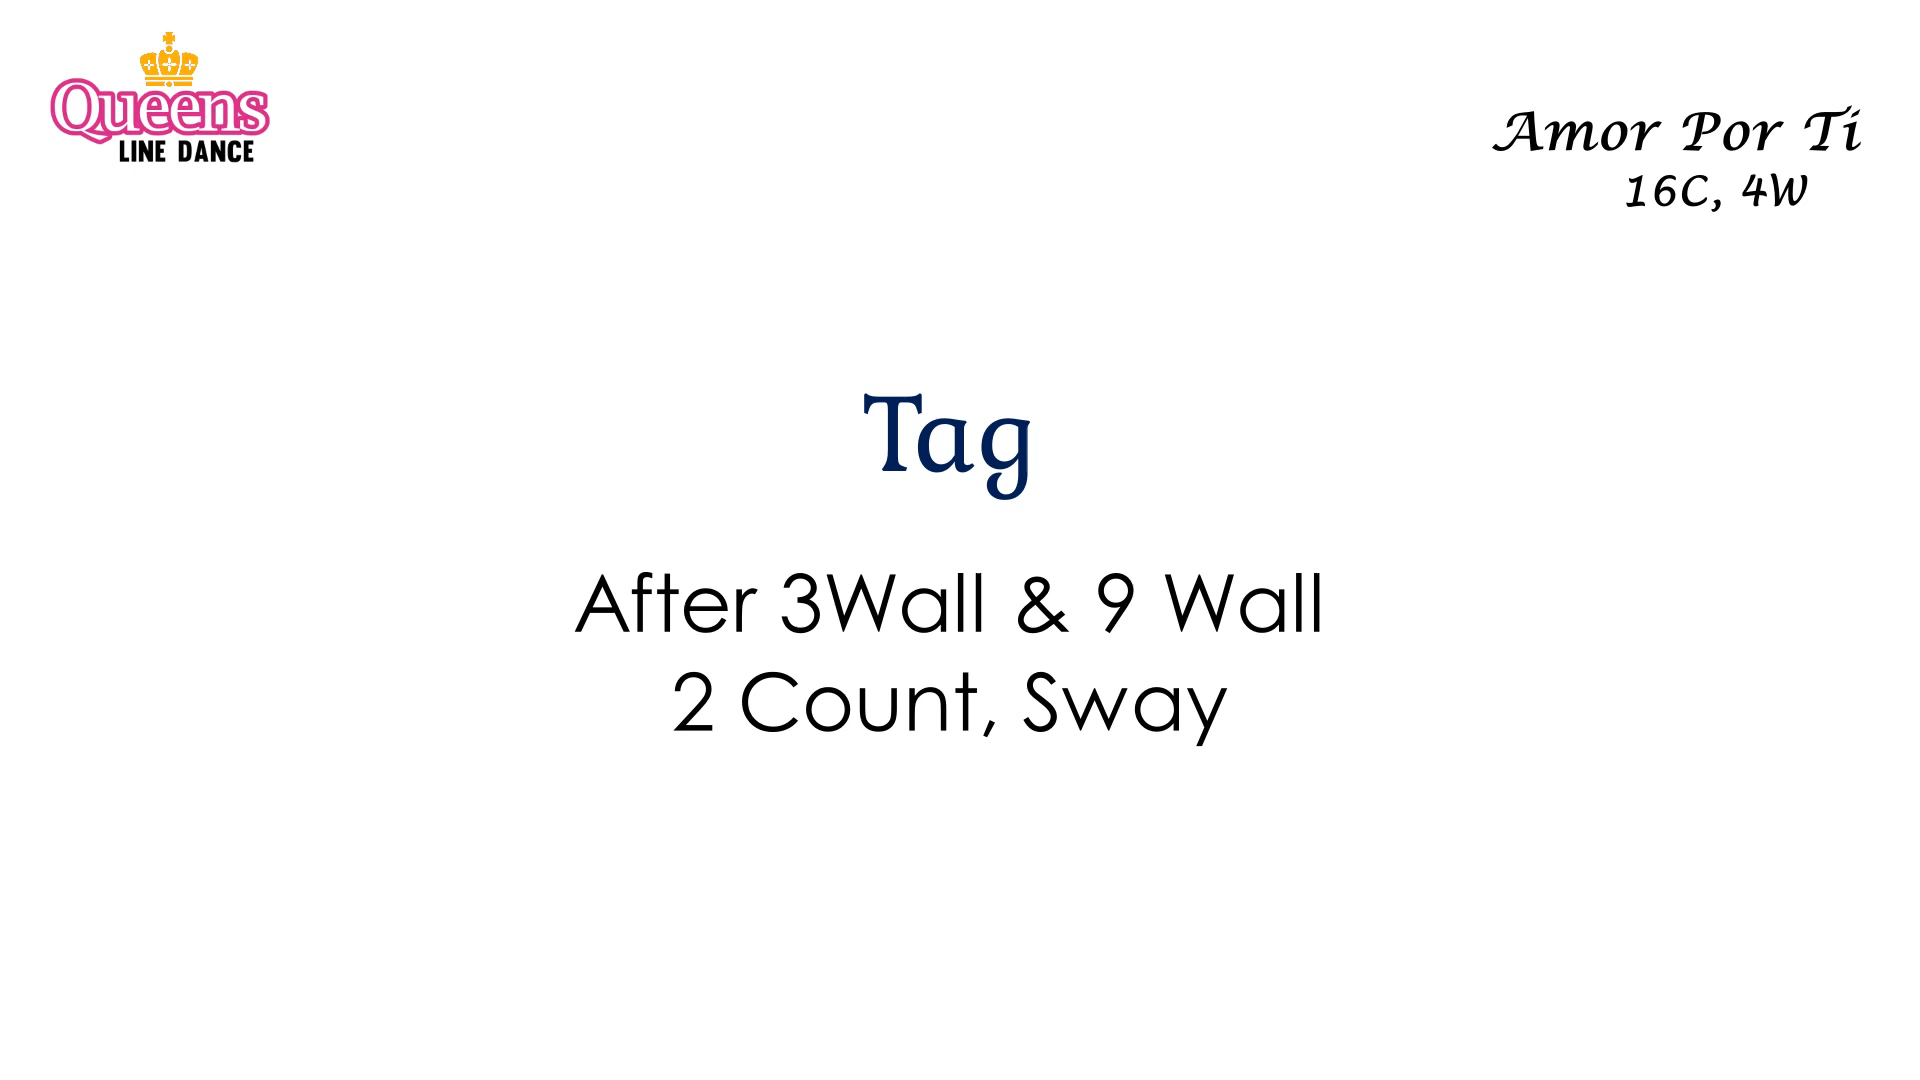 Queens
LINE DANCE
Amor Por Ti
16C, 4W
Tag
After 3Wall & 9 Wall
2 Count, Sway